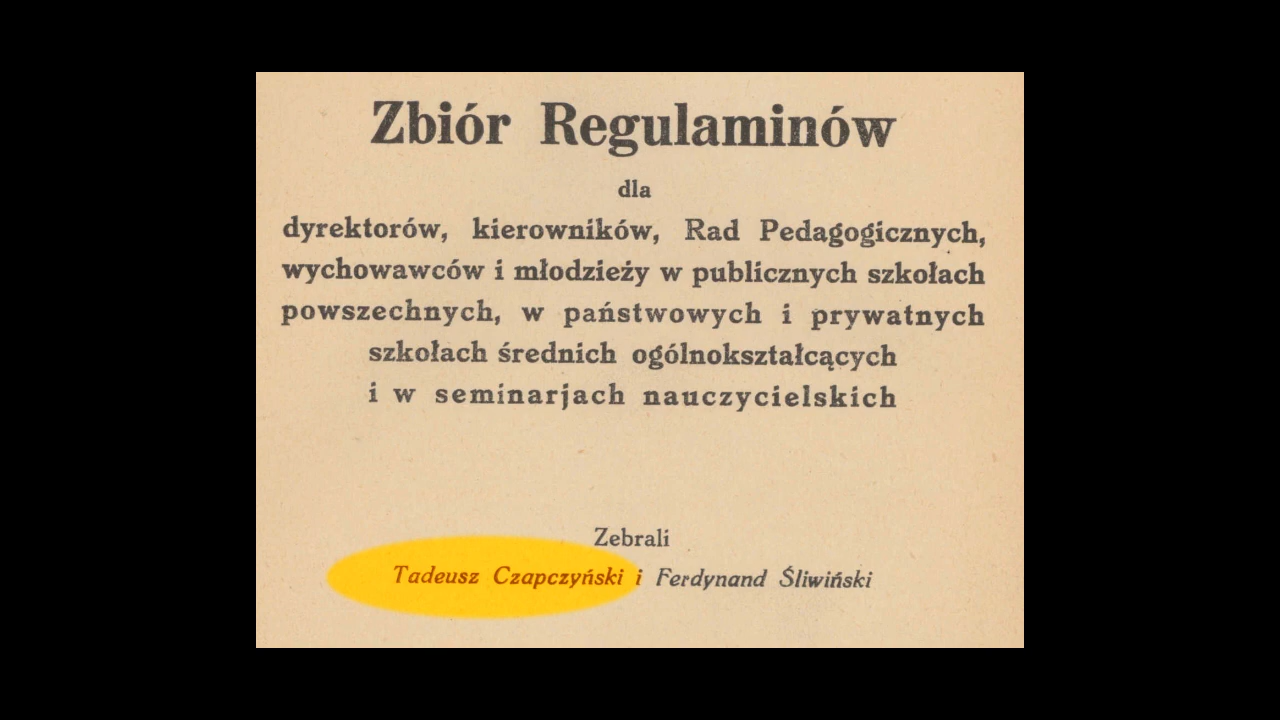 Zbiór Regulaminów
dla
dyrektorów, kierowników, Rad Pedagogicznych,
wychowawców i młodzieży w publicznych szkołach
powszechnych, w państwowych i prywatnych
szkołach średnich ogólnokształcących
i w seminarjach nauczycielskich
Zebrali
Tadeusz Czapczyński i Ferdynand Śliwiński